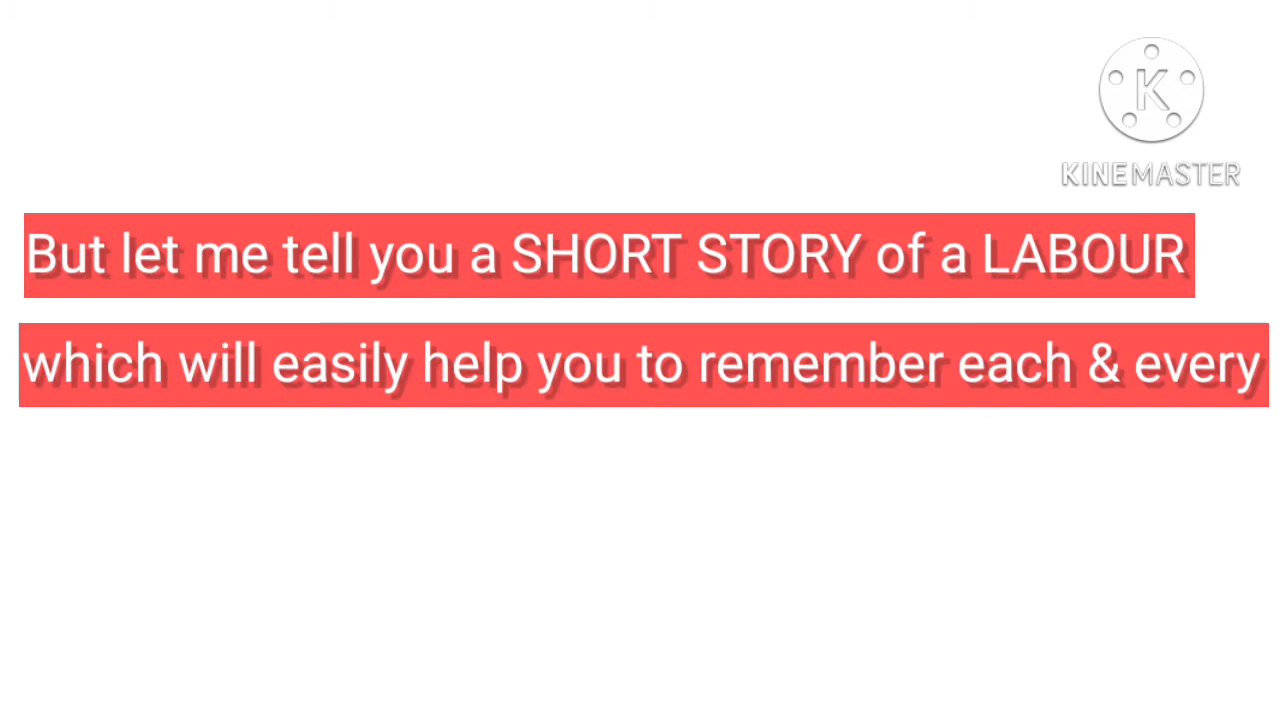 KINEMASTER
But let me tell you a SHORT STORY of a LABOUR
which will easily help you to remember each & every